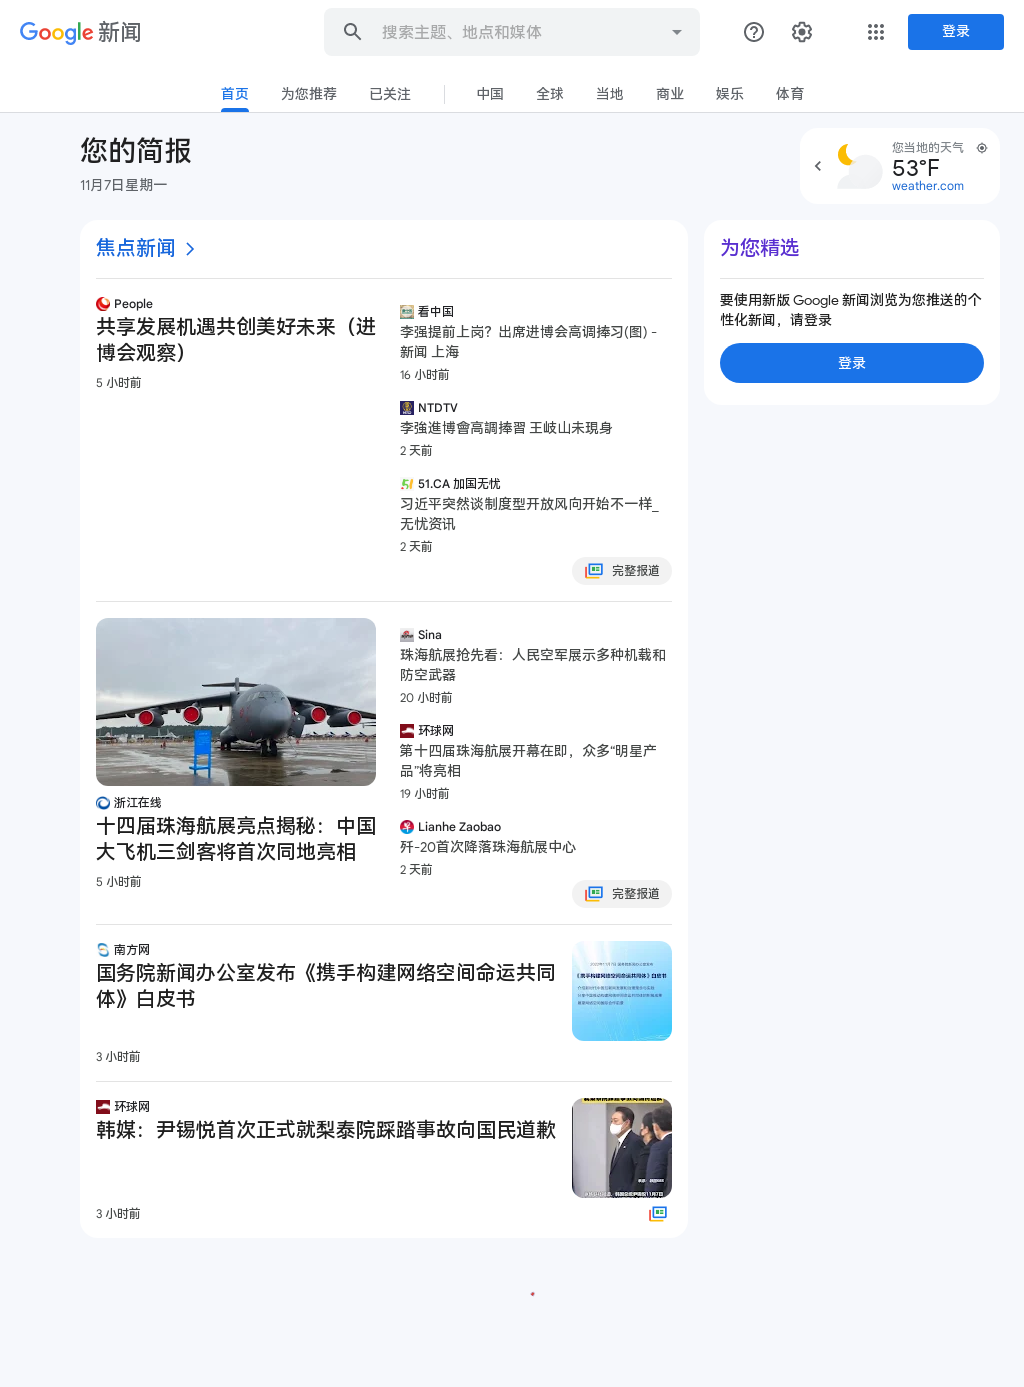 Google 新闻
搜索主题、地点和媒体
登录
首页
为您推荐
已关注
中国
全球
当地
商业
娱乐
体育
您的简报
11月7日星期一
您当地的天气
53°F
weather.com
焦点新闻
People
共享发展机遇共创美好未来（进
博会观察）
5 小时前
看中国
李强提前上岗？出席进博会高调捧习(图) -
新闻 上海
16 小时前
NTDTV
李強進博會高調捧習 王岐山未現身
2 天前
51.CA 加国无忧
习近平突然谈制度型开放风向开始不一样_
无忧资讯
2 天前
完整报道
浙江在线
十四届珠海航展亮点揭秘：中国
大飞机三剑客将首次同地亮相
5 小时前
Sina
珠海航展抢先看：人民空军展示多种机载和
防空武器
20 小时前
环球网
第十四届珠海航展开幕在即，众多“明星产
品”将亮相
19 小时前
Lianhe Zaobao
歼-20首次降落珠海航展中心
2 天前
完整报道
南方网
国务院新闻办公室发布《携手构建网络空间命运共同
体》白皮书
3 小时前
《携手构建网络空间命运共同体》白皮书
环球网
韩媒：尹锡悦首次正式就梨泰院踩踏事故向国民道歉
3 小时前
为您精选
要使用新版 Google 新闻浏览为您推送的个
性化新闻，请登录
登录